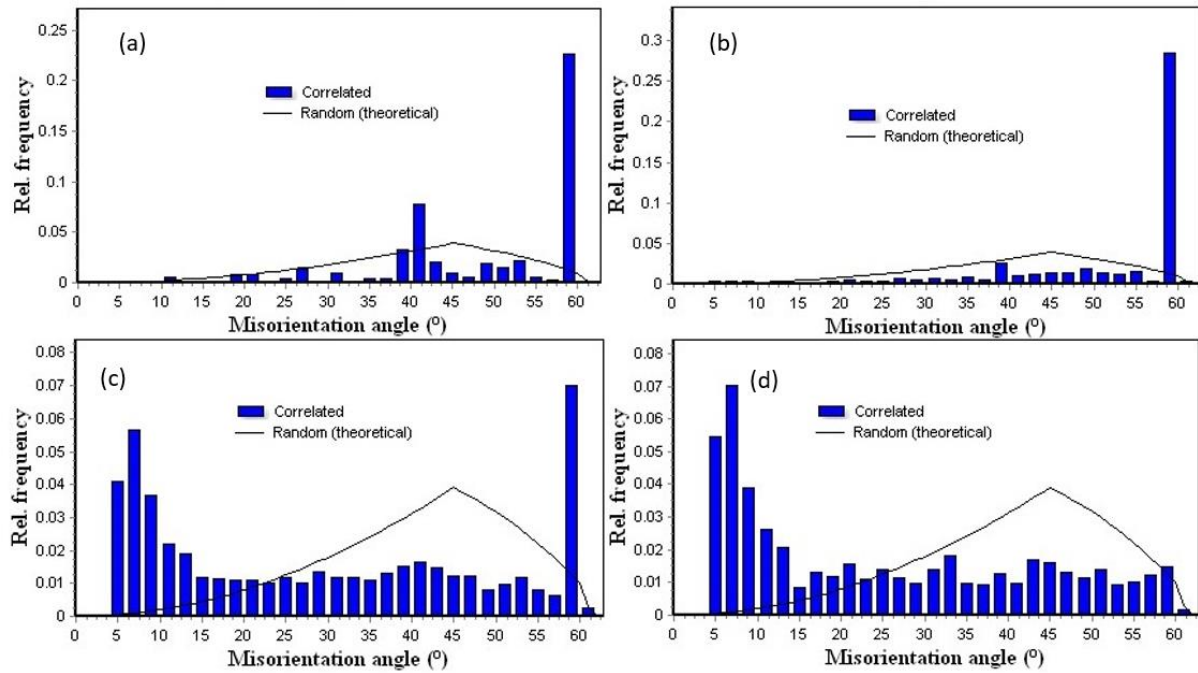 (a)
Rel. frequency
0.25
0.2
0.15
0.1
0.05
0
Correlated
Random (theoretical)
0 5 10 15 20 25 30 35 40 45 50 55 60
Misorientation angle (°)
(b)
Rel. frequency
0.3
0.25
0.2
0.15
0.1
0.05
0
Correlated
Random (theoretical)
0 5 10 15 20 25 30 35 40 45 50 55 60
Misorientation angle (°)
(c)
Rel. frequency
0.08
0.07
0.06
0.05
0.04
0.03
0.02
0.01
0
Correlated
Random (theoretical)
0 5 10 15 20 25 30 35 40 45 50 55 60
Misorientation angle (°)
(d)
Rel. frequency
0.08
0.07
0.06
0.05
0.04
0.03
0.02
0.01
0
Correlated
Random (theoretical)
0 5 10 15 20 25 30 35 40 45 50 55 60
Misorientation angle (°)